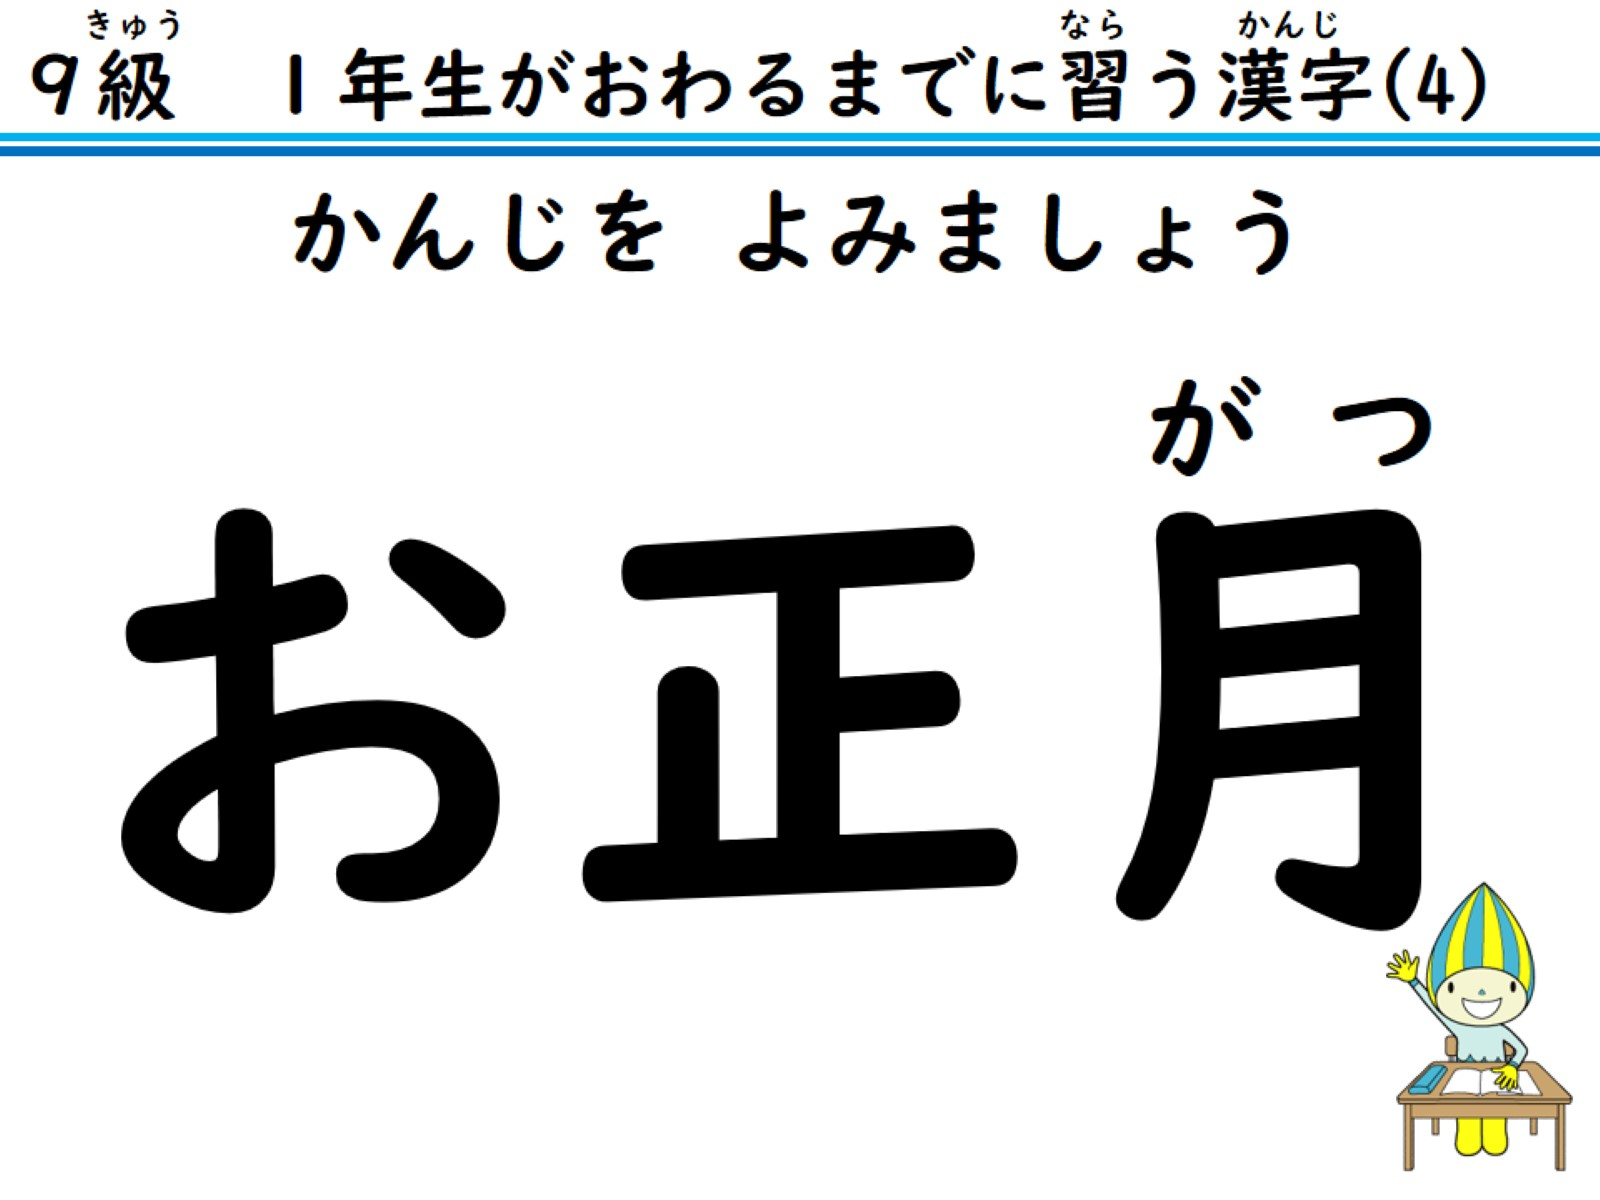 きゅう なら かんじ
9級 1年生がおわるまでに習う漢字(4)
かんじを よみましょう
がつ
お正月